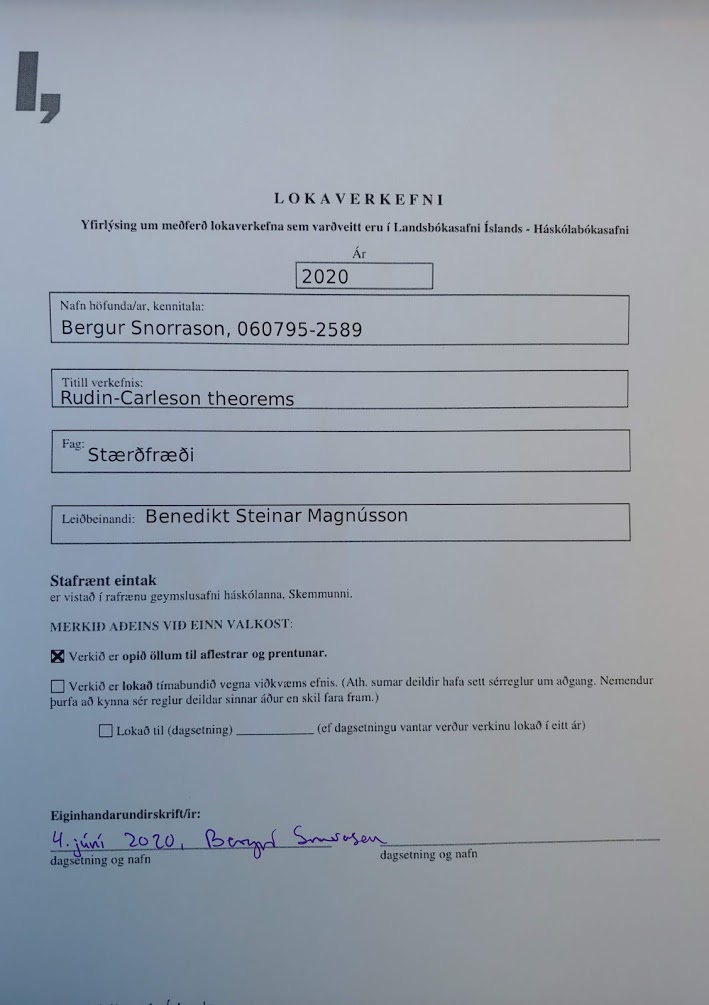 LOKAVERKEFNI
Yfirlýsing um meðferð lokaverkefna sem varðveitt eru í Landsbókasafni Íslands - Háskólabókasafni
Ár
2020
Nafn höfunda/ar, kennitala:
Bergur Snorrason, 060795-2589
Titill verkefnis:
Rudin-Carleson theorems
Fag: Stærðfræði
Leiðbeinandi: Benedikt Steinar Magnússon
Stafrænt eintak
er vistað í rafrænu geymslusafni háskólanna, Skemmunni.
MERKIÐ AÐEINS VIÐ EINN VALKOST:
Verkið er opið öllum til aflestrar og prentunar.
Verkið er lokað tímabundið vegna viðkvæms efnis. (Ath. sumar deildir hafa sett sérreglur um aðgang. Nemendur
þurfa að kynna sér reglur deildar sinnar áður en skil fara fram.)
Lokað til (dagsetning) ____________ (ef dagsetningu vantar verður verkinu lokað í eitt ár)
Eiginhandarundirskrift/ir:
4. júní 2020, Bergur Snorrason
dagsetning og nafn dagsetning og nafn